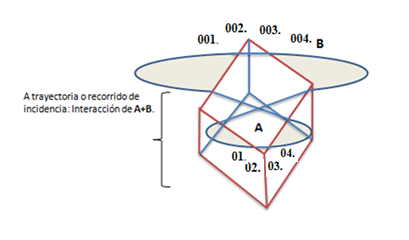 002. 003.
001. 004. B
A trayectoria o recorrido de
incidencia: Interacción de A+B.
A
01. 04.
02. 03.